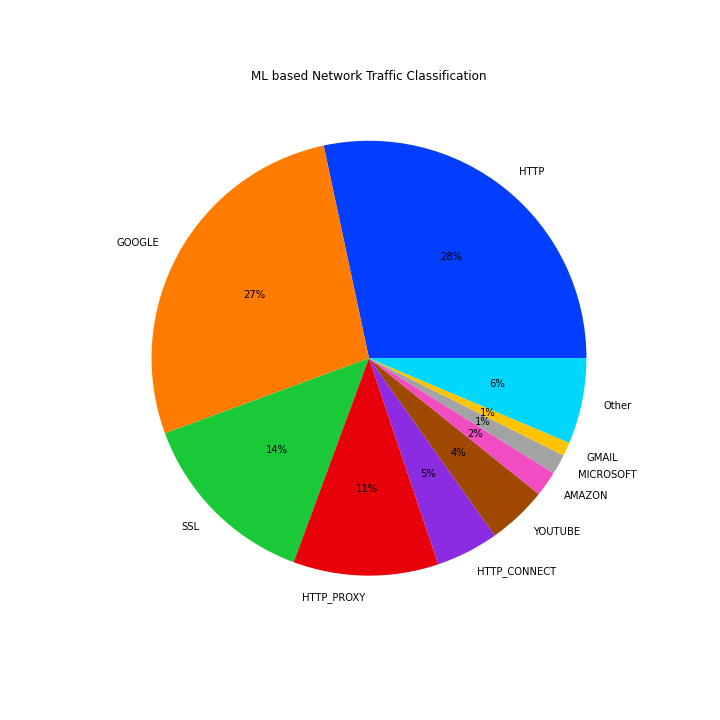 ML based Network Traffic Classification
HTTP
28%
GOOGLE
27%
SSL
14%
HTTP_PROXY
11%
HTTP_CONNECT
5%
YOUTUBE
4%
AMAZON
2%
MICROSOFT
1%
GMAIL
1%
Other
6%